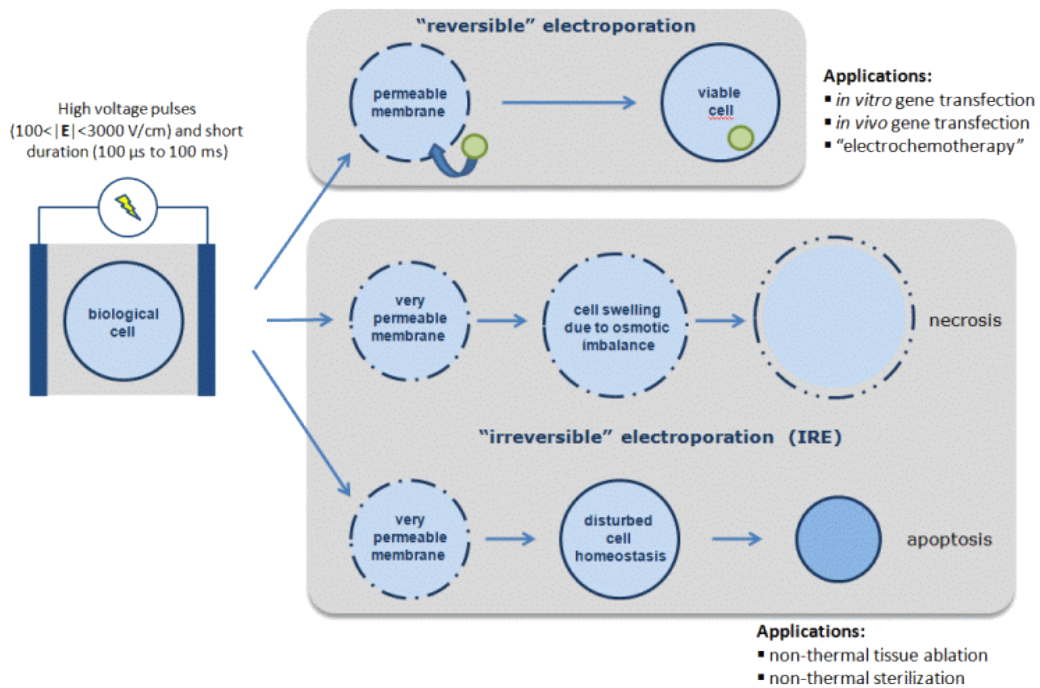 "reversible" electroporation
permeable
membrane
viable
cell
Applications:
▪ in vitro gene transfection
▪ in vivo gene transfection
▪ "electrochemotherapy"
High voltage pulses
(100<|E|<3000 V/cm) and short
duration (100 µs to 100 ms)
biological
cell
very
permeable
membrane
cell swelling
due to osmotic
imbalance
necrosis
"irreversible" electroporation (IRE)
very
permeable
membrane
disturbed
cell
homeostasis
apoptosis
Applications:
▪ non-thermal tissue ablation
▪ non-thermal sterilization